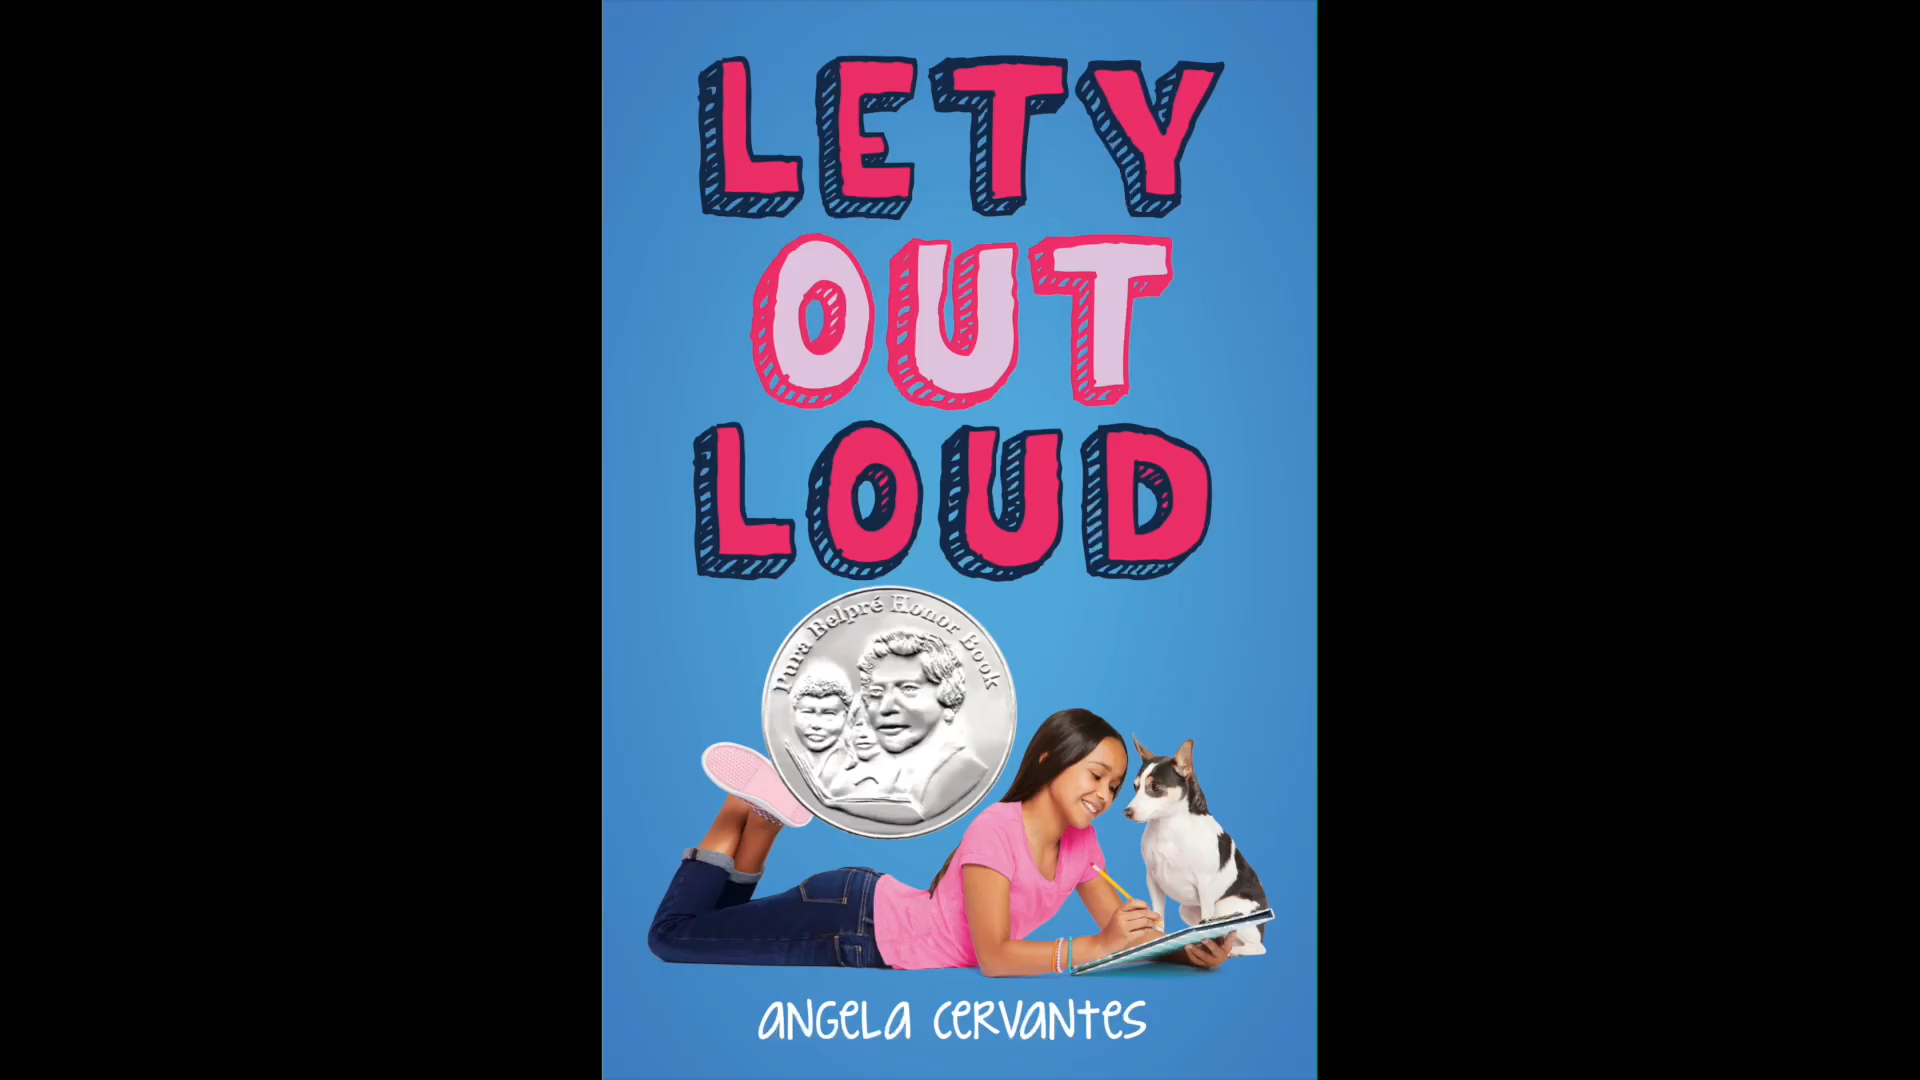 LETY
OUT
LOUD
Pura Belpré Honor Book
ANGELA CERVANTES